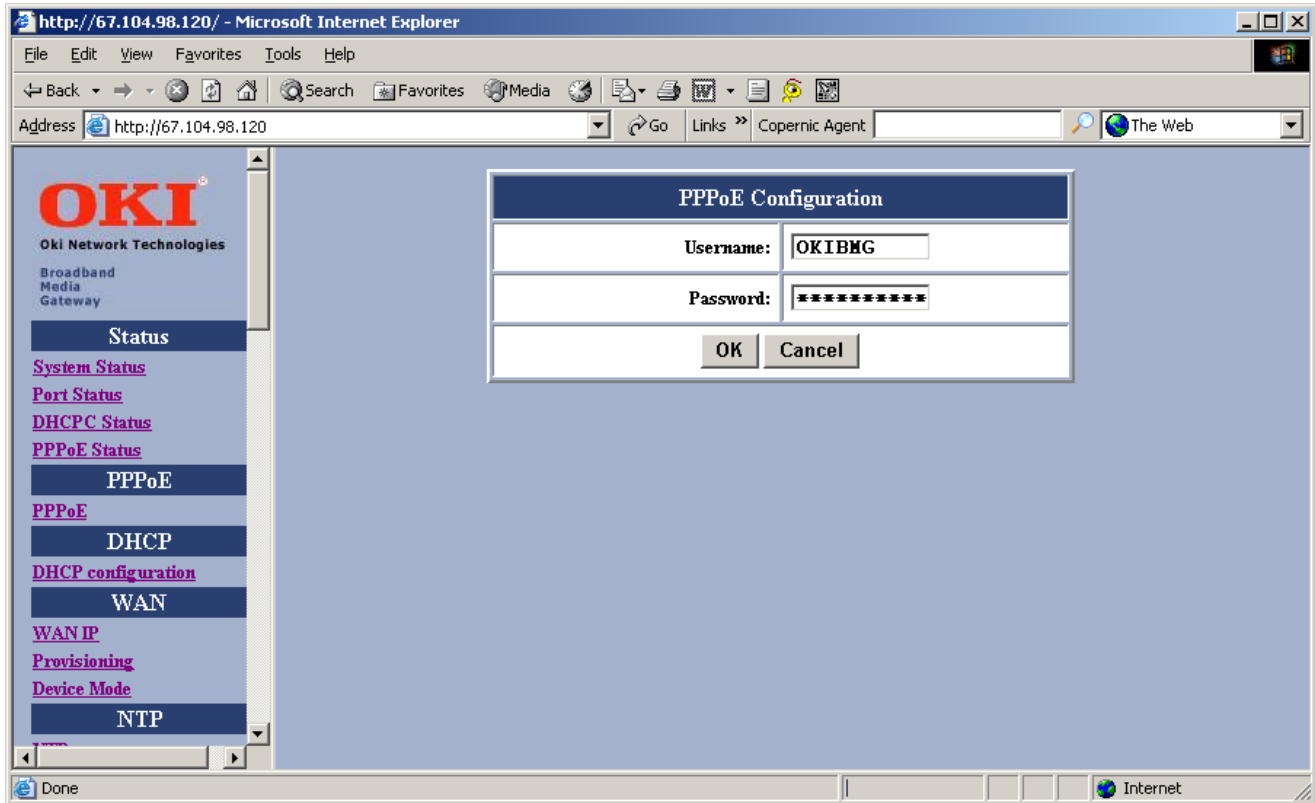 http://67.104.98.120/ - Microsoft Internet Explorer
File Edit View Favorites Tools Help
Back Search Favorites Media
Address http://67.104.98.120 Go Links » Copernic Agent The Web
OKI®
Oki Network Technologies
Broadband
Media
Gateway
Status
System Status
Port Status
DHCPC Status
PPPoE Status
PPPoE
PPPoE
DHCP
DHCP configuration
WAN
WAN IP
Provisioning
Device Mode
NTP
PPPoE Configuration
Username: OKIBMG
Password: **********
OK Cancel
Done Internet